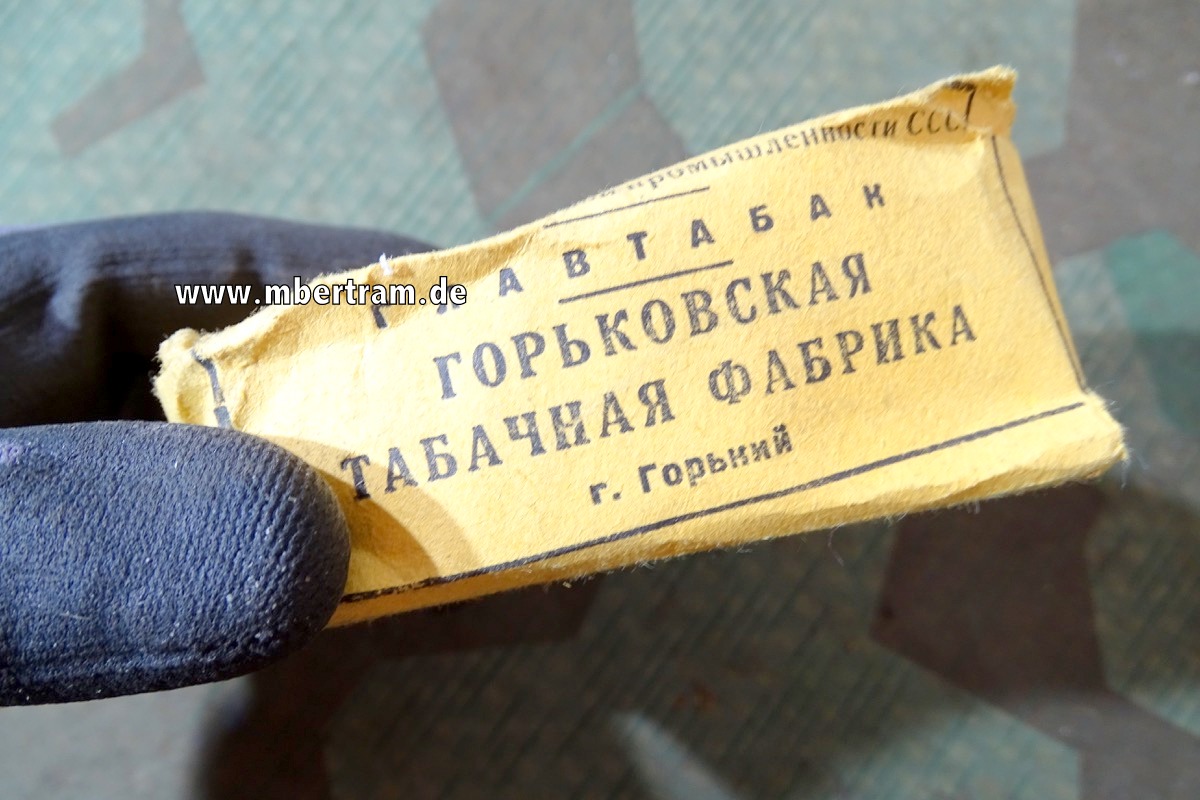 промышленности СССР
ГЛАВТАБАК
ГОРЬКОВСКАЯ
ТАБАЧНАЯ ФАБРИКА
г. Горький
www.mbertram.de